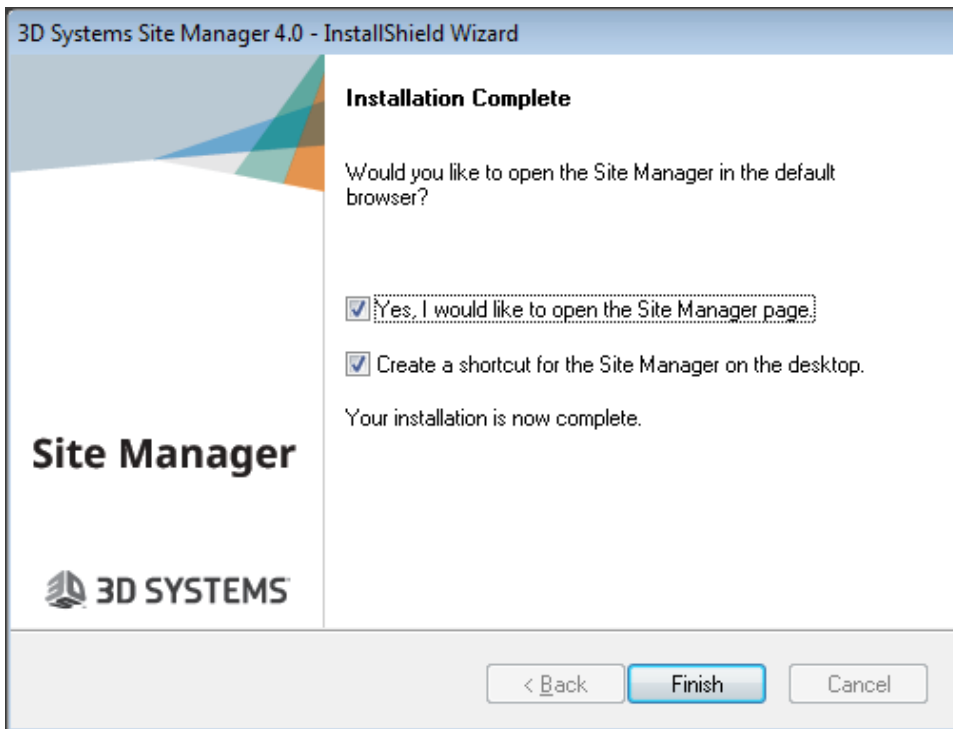 3D Systems Site Manager 4.0 - InstallShield Wizard
Installation Complete
Would you like to open the Site Manager in the default
browser?
Yes, I would like to open the Site Manager page.
Create a shortcut for the Site Manager on the desktop.
Your installation is now complete.
Site Manager
3D SYSTEMS
< Back
Finish
Cancel